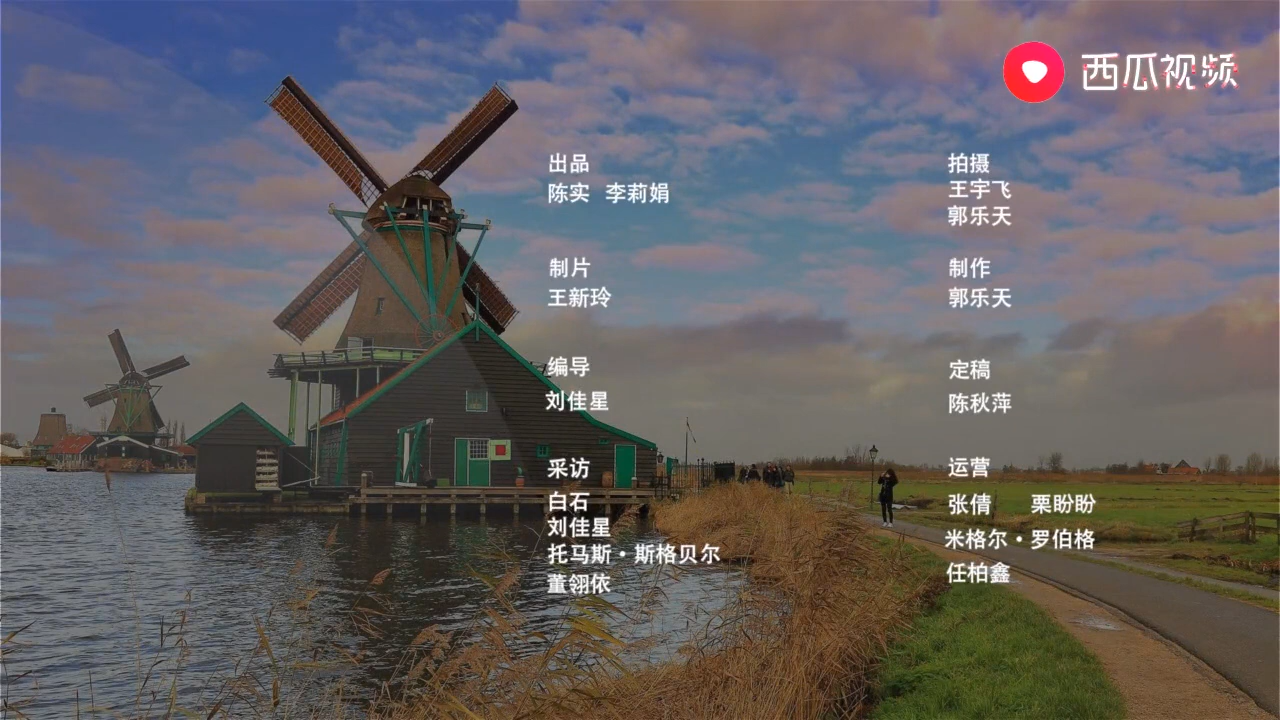 西瓜视频
出品
陈实 李莉娟
制片
王新玲
编导
刘佳星
采访
白石
刘佳星
托马斯·斯格贝尔
董翎依
拍摄
王宇飞
郭乐天
制作
郭乐天
定稿
陈秋萍
运营
张倩 栗盼盼
米格尔·罗伯格
任柏鑫